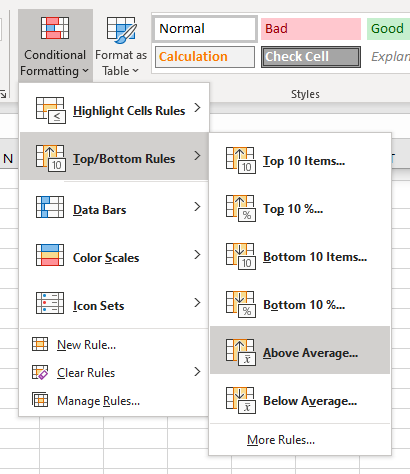 Conditional
Formatting
Format as
Table
Normal
Bad
Good
Calculation
Check Cell
Styles
Highlight Cells Rules
Top/Bottom Rules
Data Bars
Color Scales
Icon Sets
New Rule...
Clear Rules
Manage Rules...
N
Top 10 Items...
Top 10 %...
Bottom 10 Items...
Bottom 10 %...
Above Average...
Below Average...
More Rules...